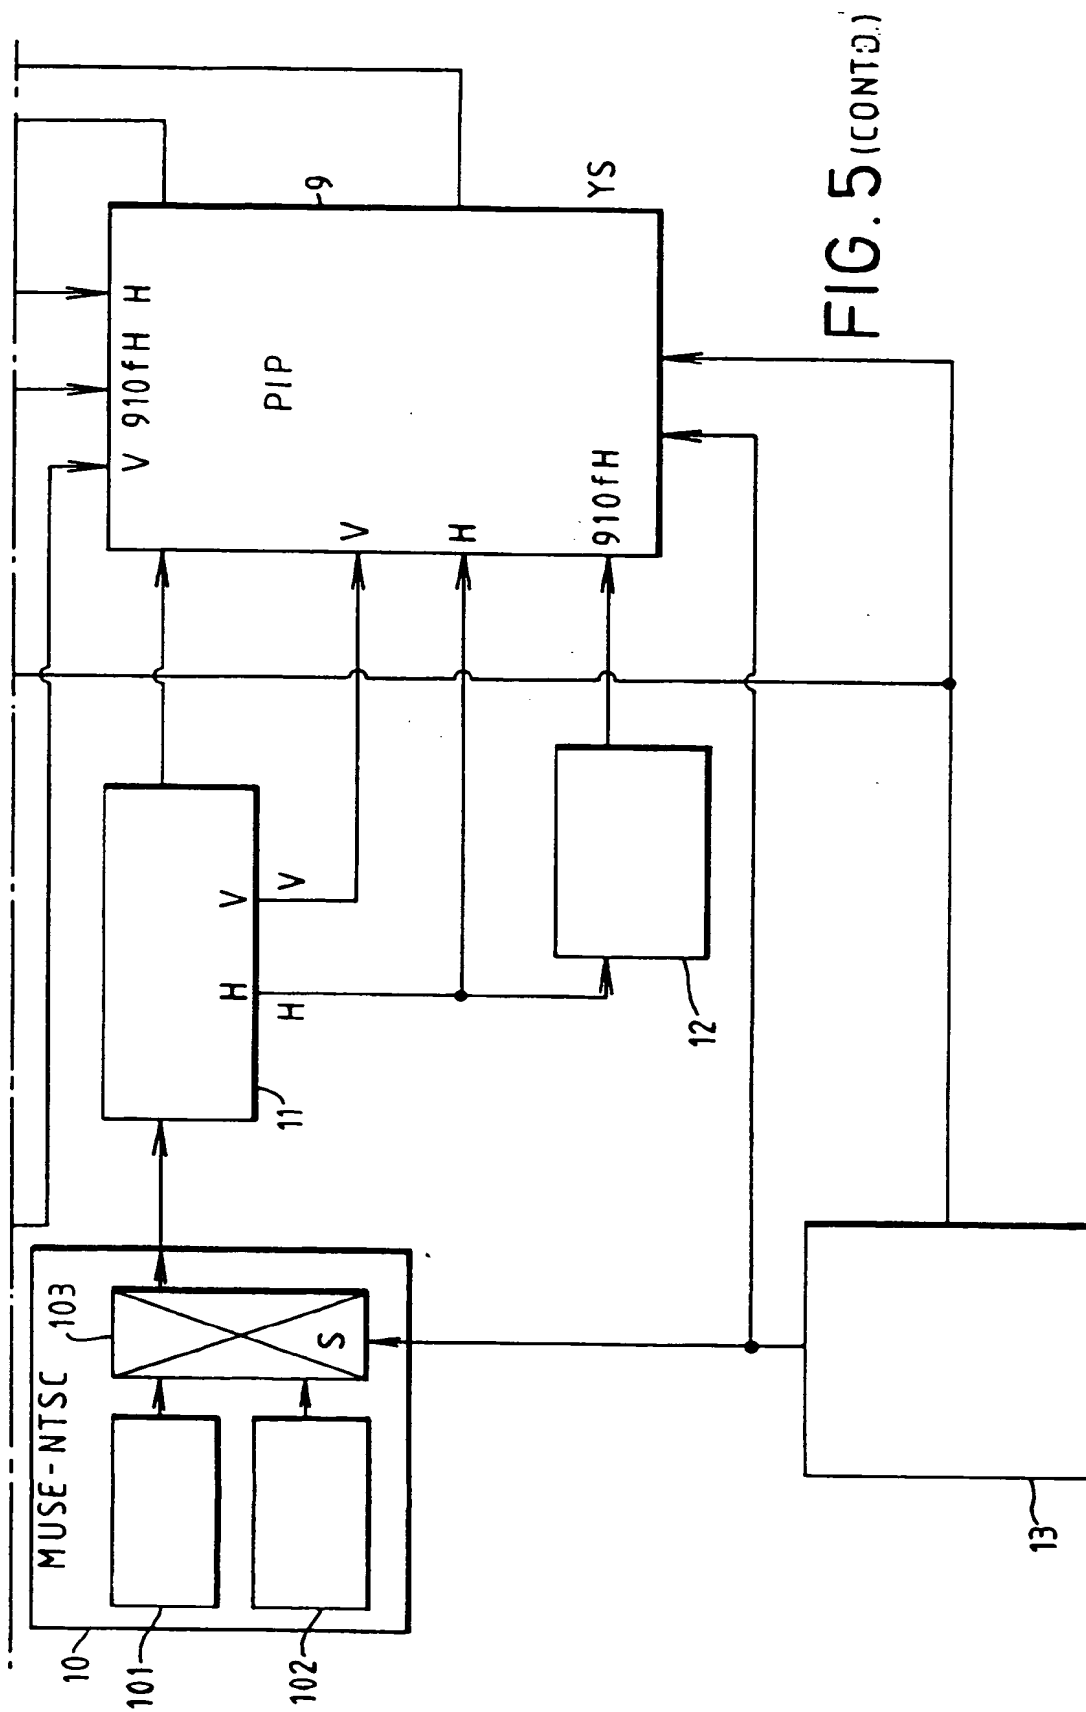 MUSE-NTSC
103
S
10
101
102
11
H
V
H
V
12
13
V 910fH H
PIP
9
V
H
910fH
YS
FIG. 5 (CONTD.)